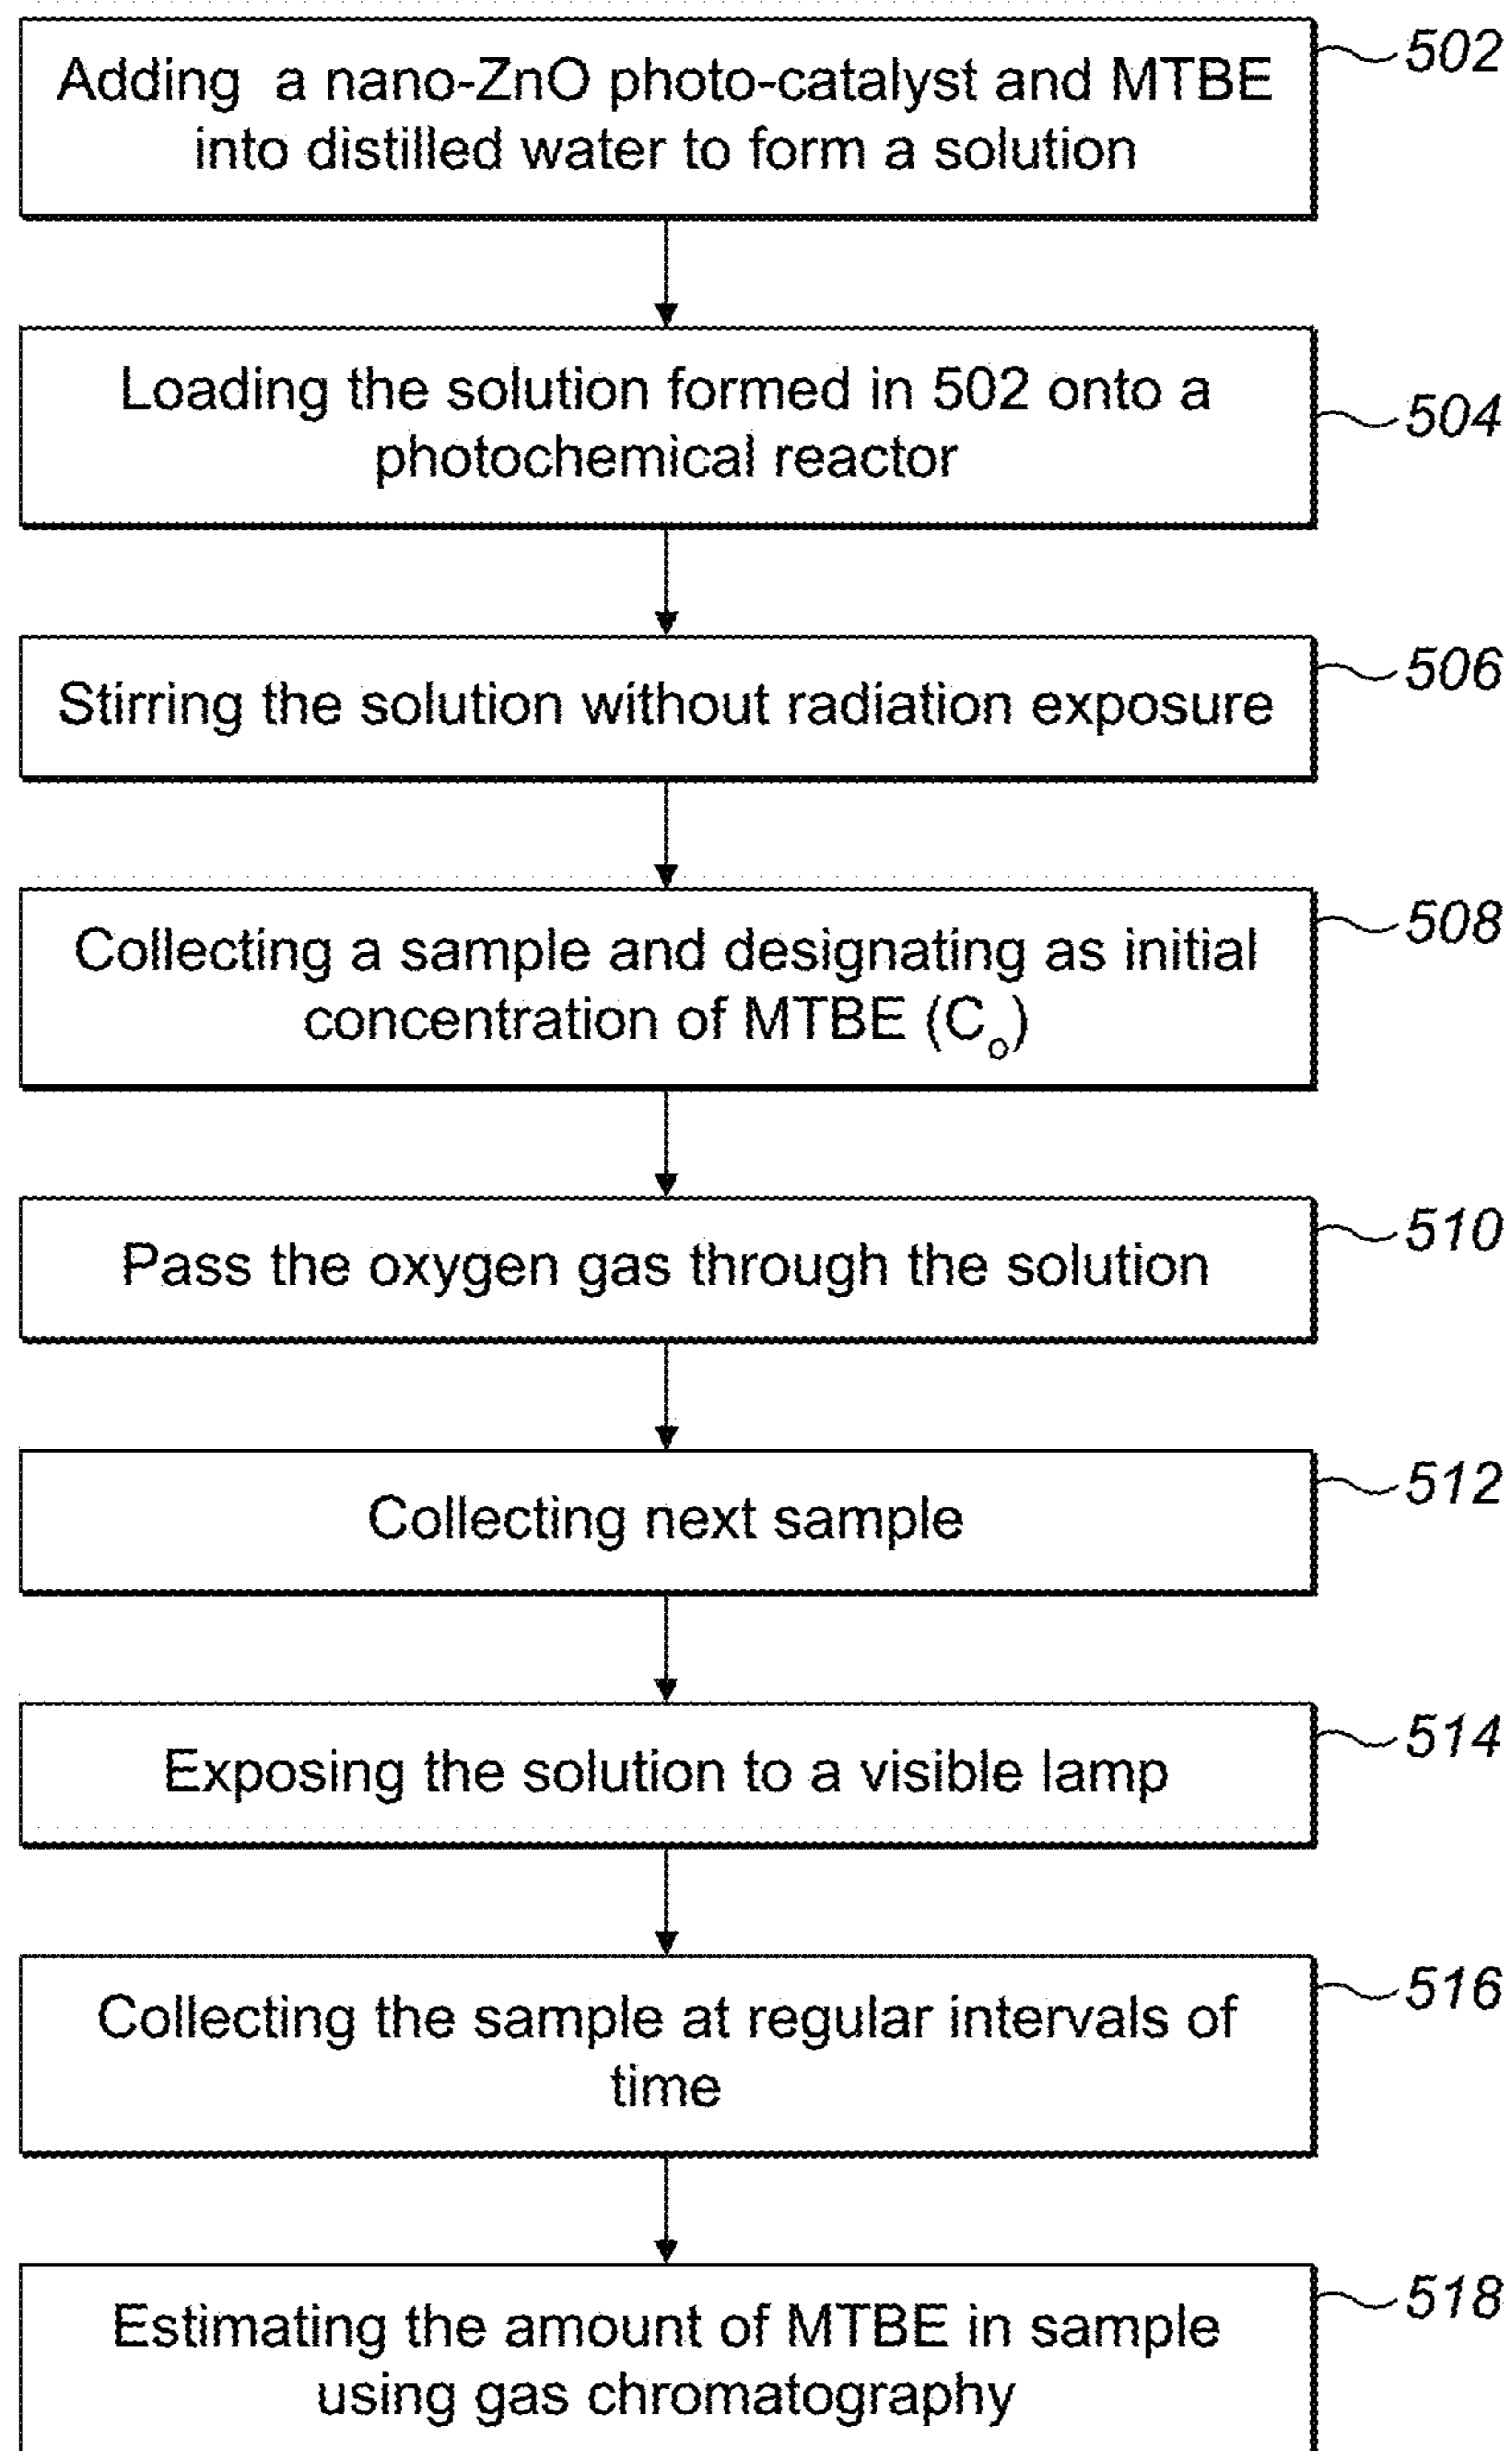 Adding a nano-ZnO photo-catalyst and MTBE
into distilled water to form a solution
502
Loading the solution formed in 502 onto a
photochemical reactor
504
Stirring the solution without radiation exposure
506
Collecting a sample and designating as initial
concentration of MTBE (Co)
508
Pass the oxygen gas through the solution
510
Collecting next sample
512
Exposing the solution to a visible lamp
514
Collecting the sample at regular intervals of
time
516
Estimating the amount of MTBE in sample
using gas chromatography
518